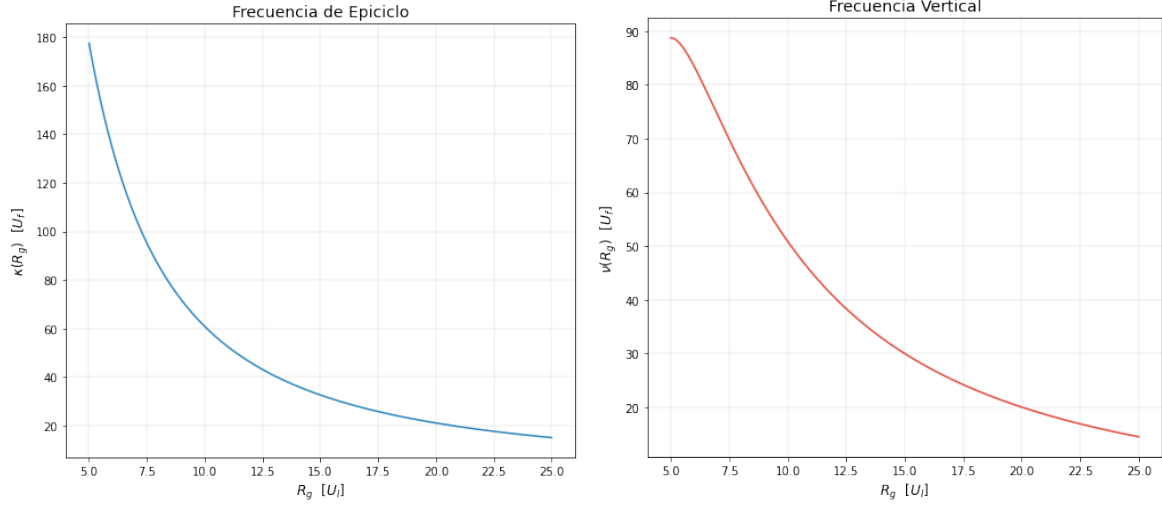 Frecuencia de Epiciclo
180
160
140
120
100
80
60
40
20
κ(R_g) [U_f]
5.0 7.5 10.0 12.5 15.0 17.5 20.0 22.5 25.0
R_g [U_l]
Frecuencia Vertical
90
80
70
60
50
40
30
20
ν(R_g) [U_f]
5.0 7.5 10.0 12.5 15.0 17.5 20.0 22.5 25.0
R_g [U_l]